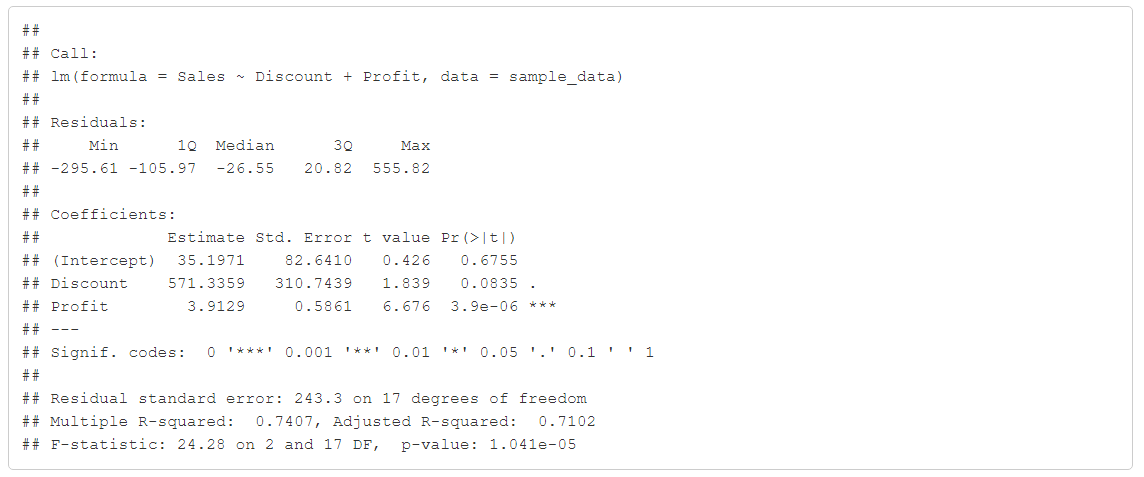 ##
## Call:
## lm(formula = Sales ~ Discount + Profit, data = sample_data)
##
## Residuals:
##     Min      1Q  Median      3Q     Max
## -295.61 -105.97  -26.55   20.82  555.82
##
## Coefficients:
##             Estimate Std. Error t value Pr(>|t|)
## (Intercept)  35.1971    82.6410   0.426   0.6755
## Discount    571.3359   310.7439   1.839   0.0835 .
## Profit        3.9129     0.5861   6.676  3.9e-06 ***
## ---
## Signif. codes:  0 '***' 0.001 '**' 0.01 '*' 0.05 '.' 0.1 ' ' 1
##
## Residual standard error: 243.3 on 17 degrees of freedom
## Multiple R-squared:  0.7407, Adjusted R-squared:  0.7102
## F-statistic: 24.28 on 2 and 17 DF,  p-value: 1.041e-05